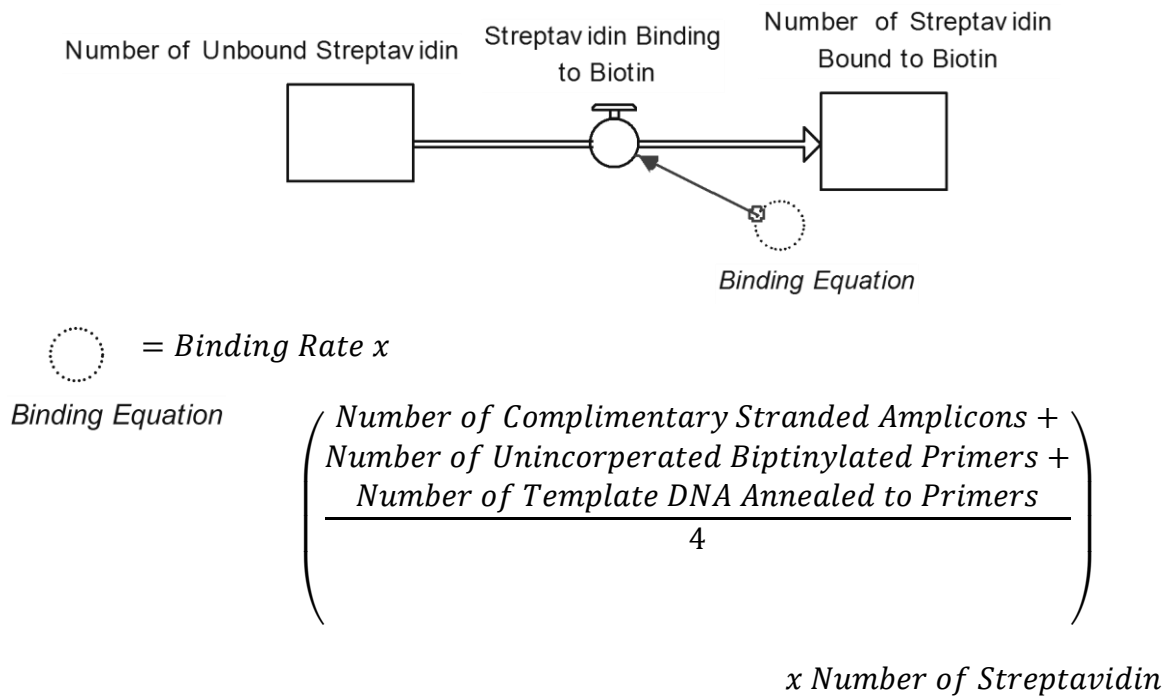 Number of Unbound Streptavidin
Streptavidin Binding
to Biotin
Number of Streptavidin
Bound to Biotin
S
Binding Equation
= Binding Rate x
Binding Equation
Number of Complimentary Stranded Amplicons +
Number of Unincorperated Biptinylated Primers +
Number of Template DNA Annealed to Primers
4
x Number of Streptavidin